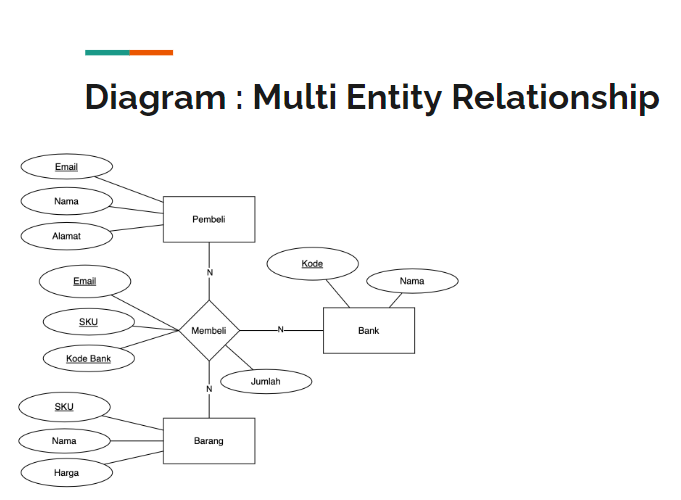 Diagram : Multi Entity Relationship
Email
Nama
Alamat
Pembeli
N
Email
SKU
Kode Bank
Membeli
N
Kode
Nama
Bank
Jumlah
N
SKU
Nama
Harga
Barang